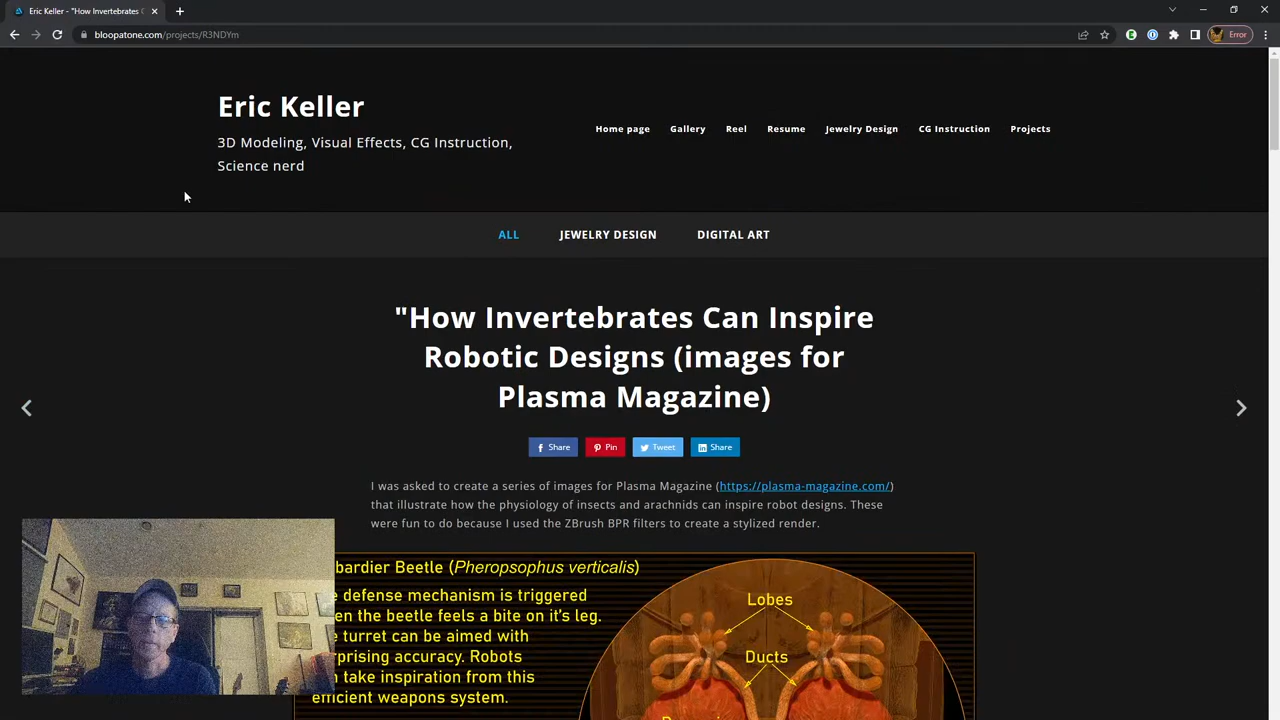 Eric Keller - "How Invertebrates C
bloopatone.com/projects/R3NDYm
Error
Eric Keller
3D Modeling, Visual Effects, CG Instruction,
Science nerd
Home page Gallery Reel Resume Jewelry Design CG Instruction Projects
ALL JEWELRY DESIGN DIGITAL ART
"How Invertebrates Can Inspire
Robotic Designs (images for
Plasma Magazine)
Share Pin Tweet Share
I was asked to create a series of images for Plasma Magazine (https://plasma-magazine.com/)
that illustrate how the physiology of insects and arachnids can inspire robot designs. These
were fun to do because I used the ZBrush BPR filters to create a stylized render.
bardier Beetle (Pheropsophus verticalis)
e defense mechanism is triggered
en the beetle feels a bite on it's leg.
e turret can be aimed with
rprising accuracy. Robots
n take inspiration from this
efficient weapons system.
Lobes
Ducts